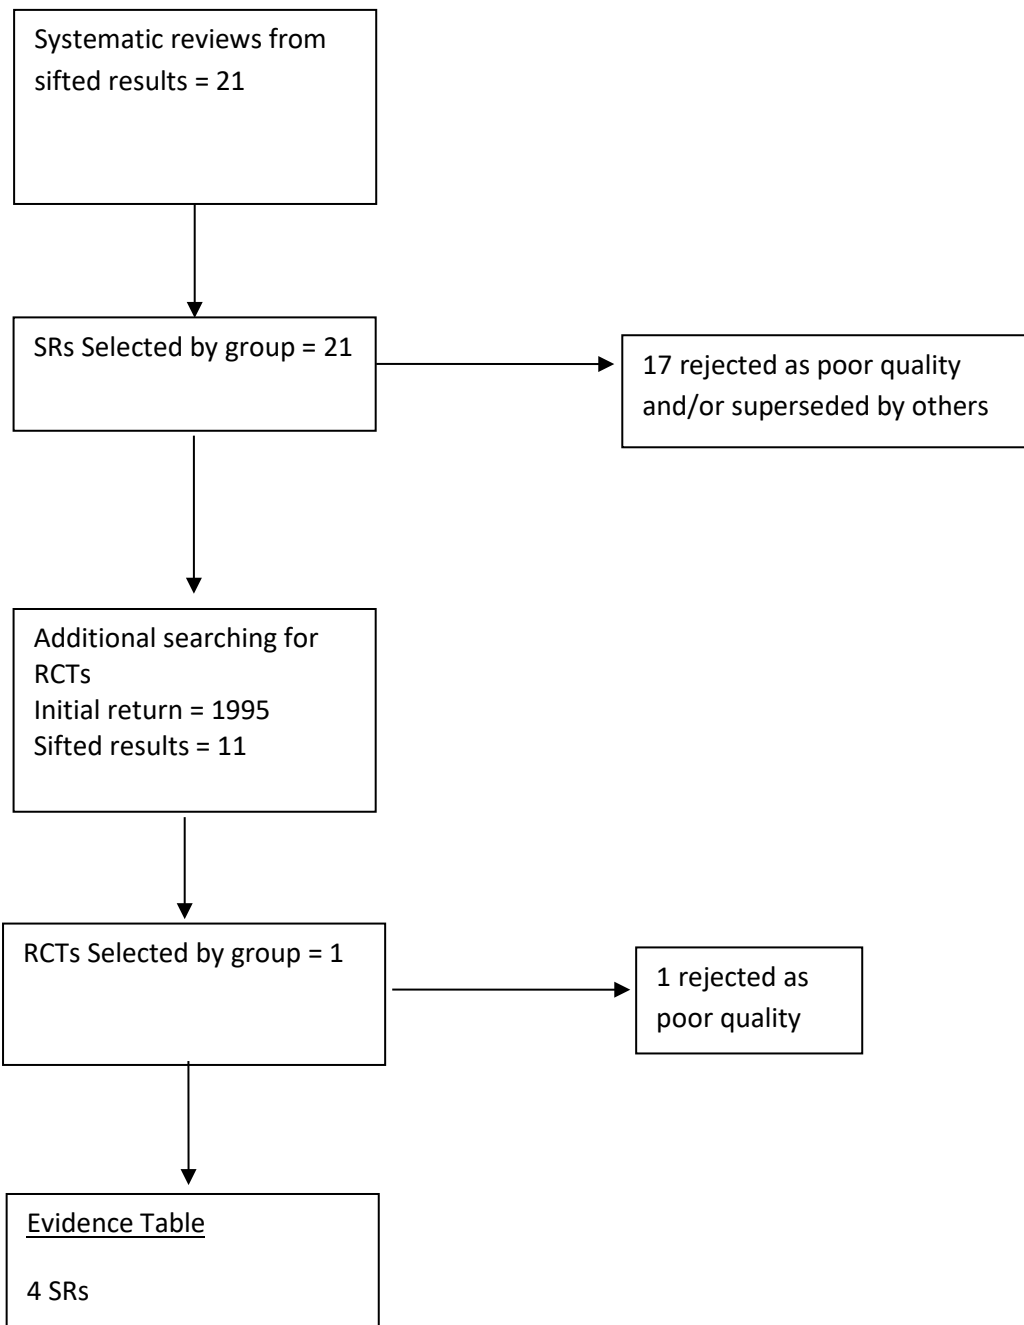 Systematic reviews from
sifted results = 21
SRs Selected by group = 21
17 rejected as poor quality
and/or superseded by others
Additional searching for
RCTs
Initial return = 1995
Sifted results = 11
RCTs Selected by group = 1
1 rejected as
poor quality
Evidence Table
4 SRs